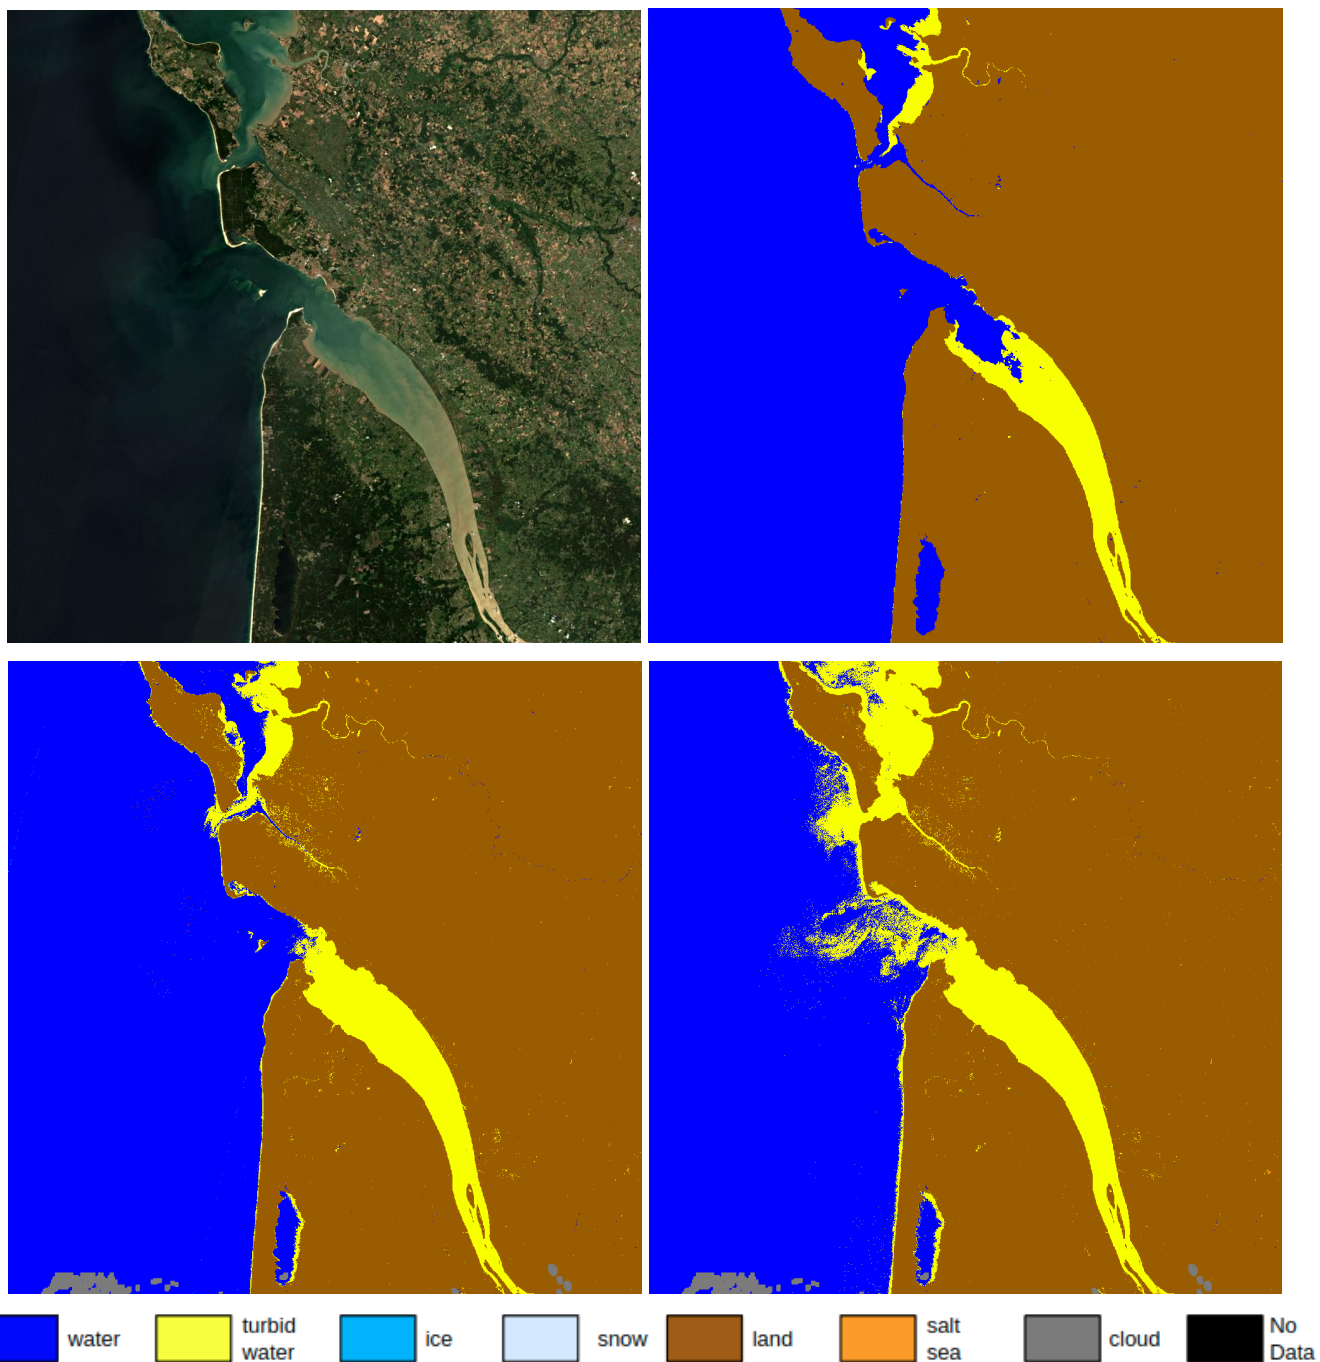 water
turbid
water
ice
snow
land
salt
sea
cloud
No
Data